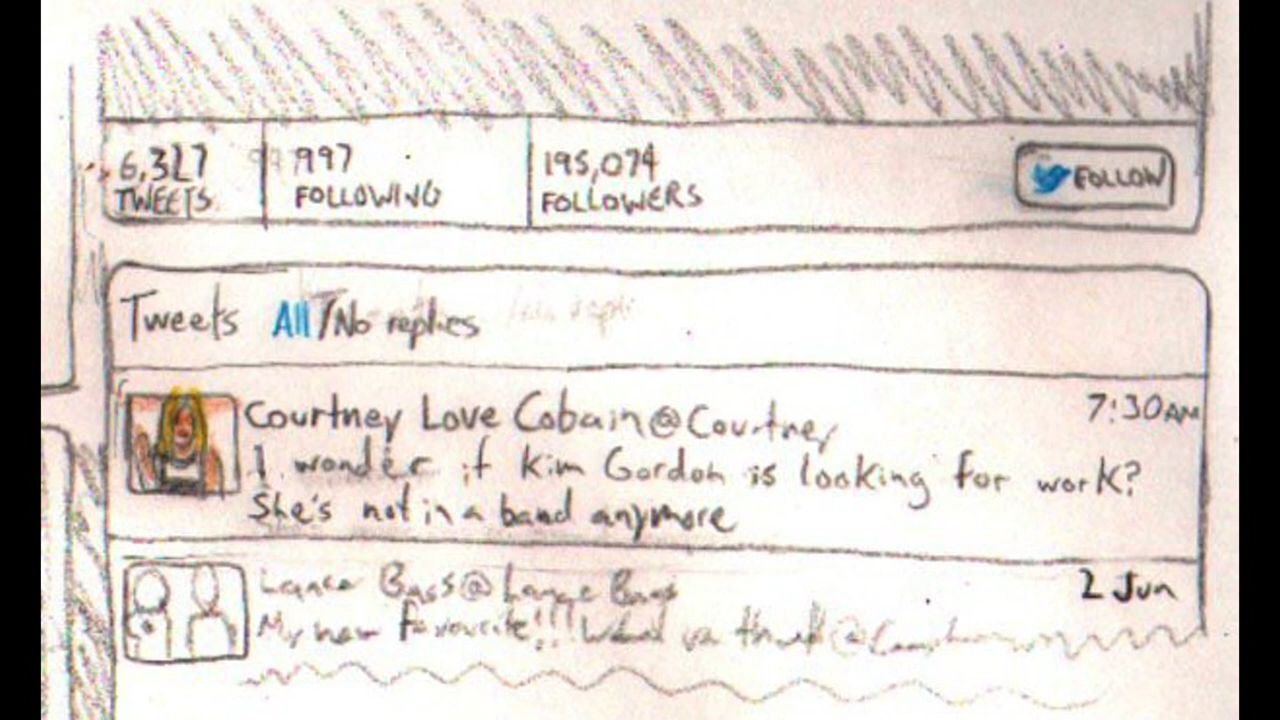 6,317 997 195,074
TWEETS FOLLOWING FOLLOWERS FOLLOW
Tweets All/No replies
Courtney Love Cobain@Courtney 7:30AM
I wonder if Kim Gordon is looking for work?
She's not in a band anymore
Lance Bass@Lance Bass 2 Jun
My new favourite!!!